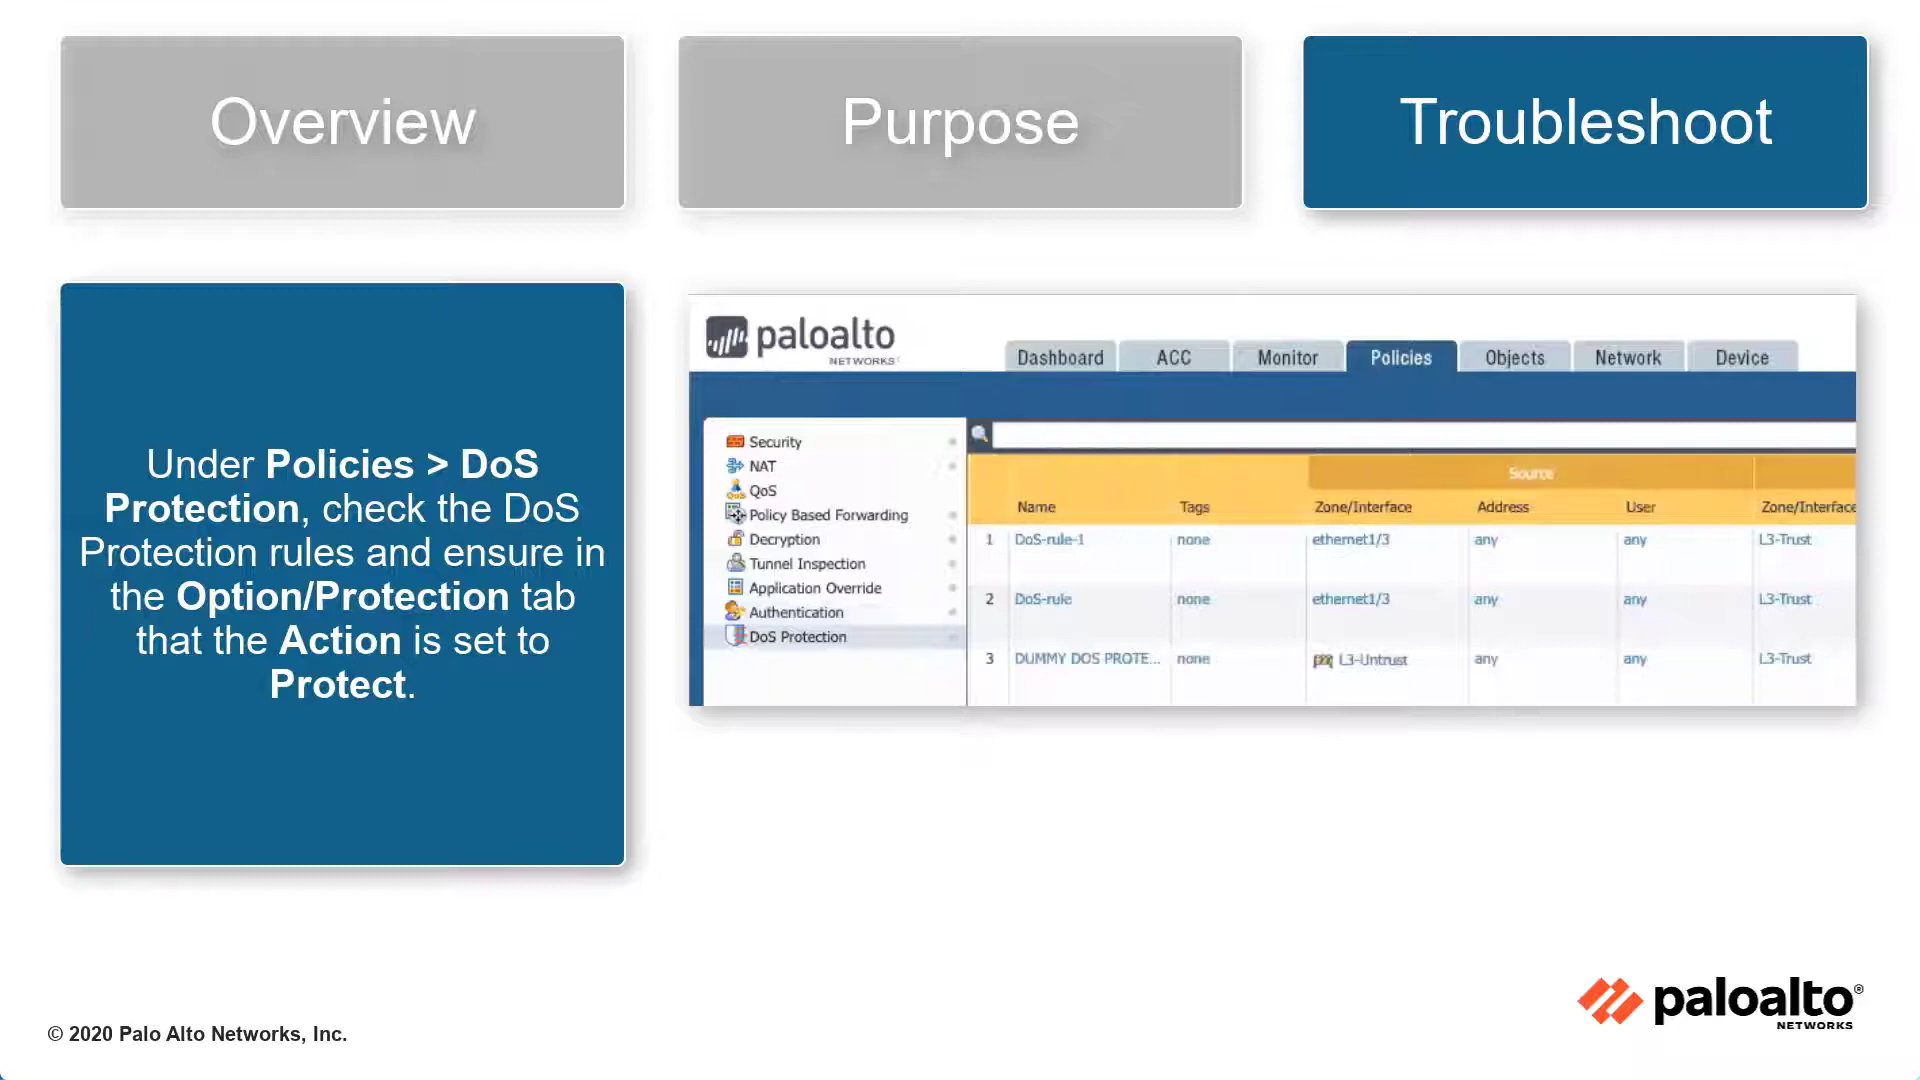 Overview
Purpose
Troubleshoot
Under Policies > DoS
Protection, check the DoS
Protection rules and ensure in
the Option/Protection tab
that the Action is set to
Protect.
paloalto
NETWORKS
Dashboard ACC Monitor Policies Objects Network Device
Security
NAT
QoS
Policy Based Forwarding
Decryption
Tunnel Inspection
Application Override
Authentication
DoS Protection
Source
Name Tags Zone/Interface Address User Zone/Interface
1 DoS-rule-1 none ethernet1/3 any any L3-Trust
2 DoS-rule none ethernet1/3 any any L3-Trust
3 DUMMY DOS PROTE... none L3-Untrust any any L3-Trust
© 2020 Palo Alto Networks, Inc.
paloalto®
NETWORKS